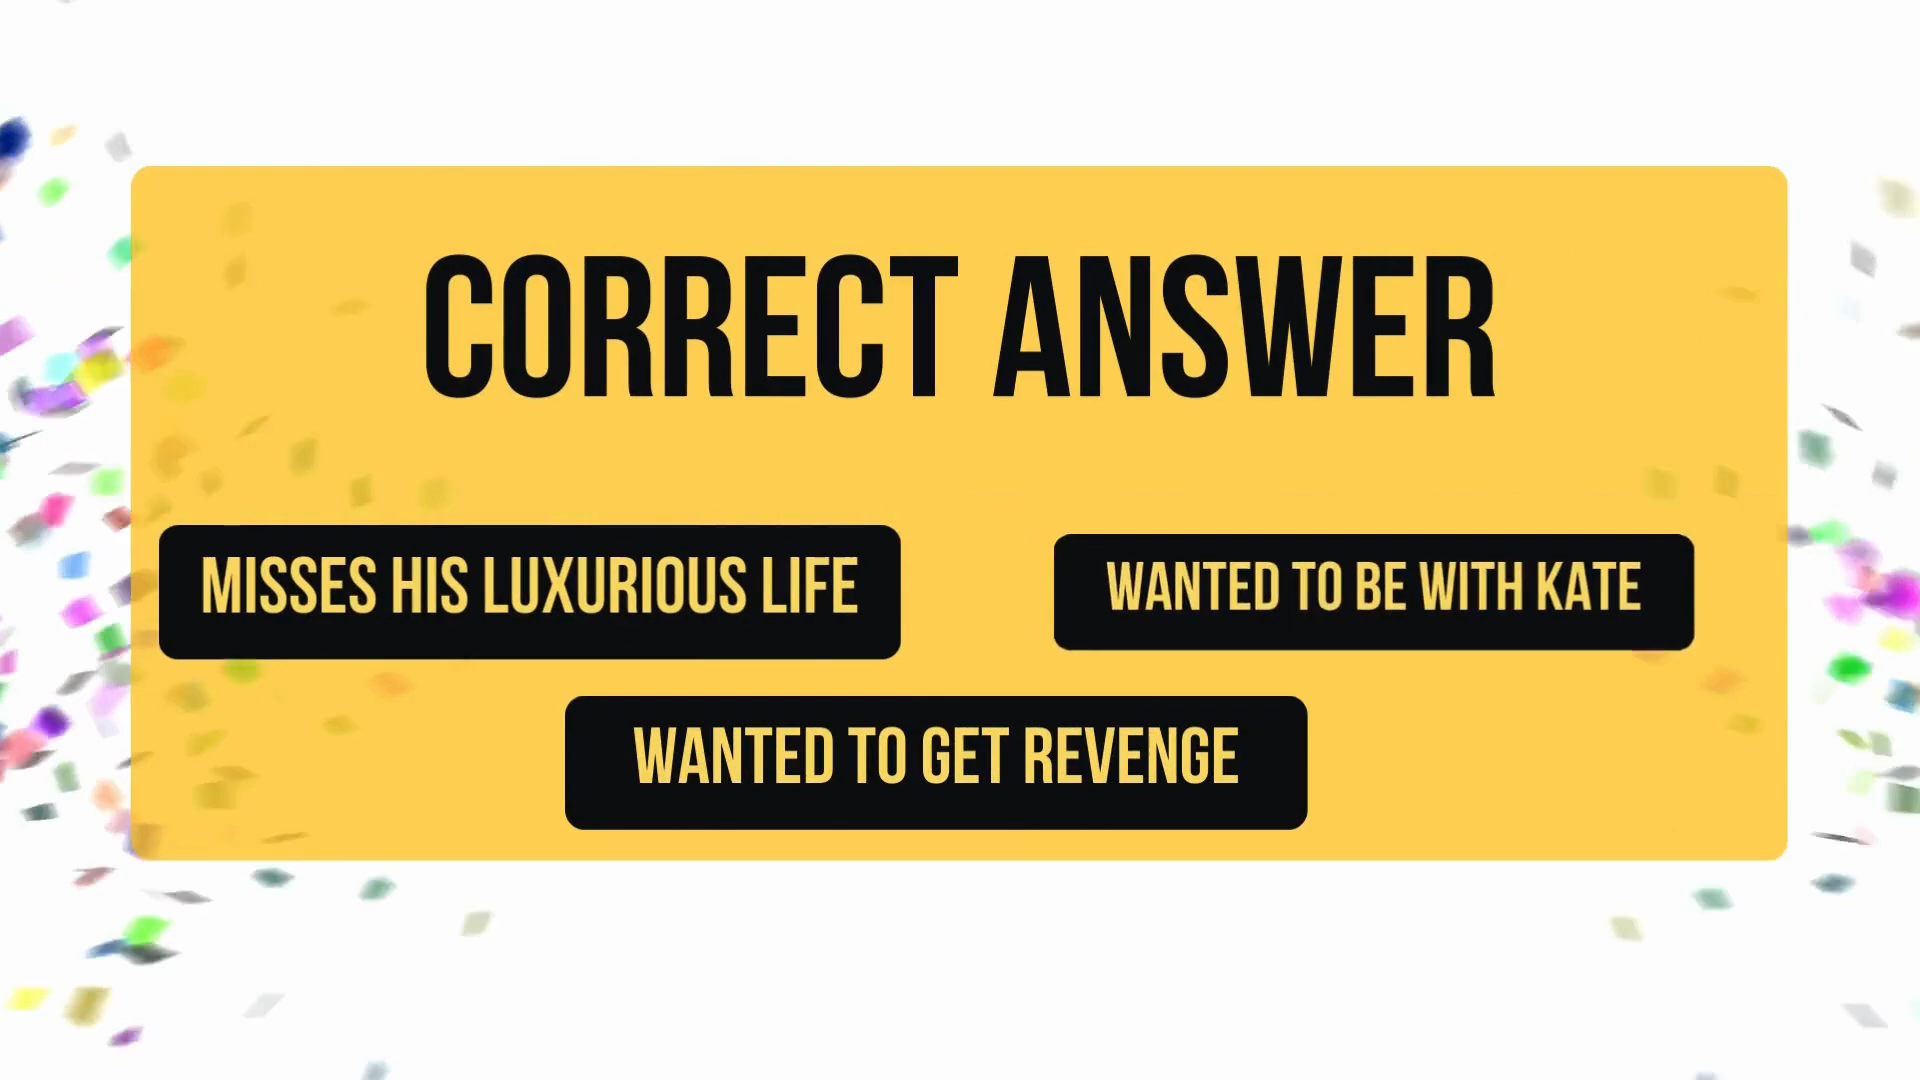 CORRECT ANSWER
MISSES HIS LUXURIOUS LIFE
WANTED TO BE WITH KATE
WANTED TO GET REVENGE